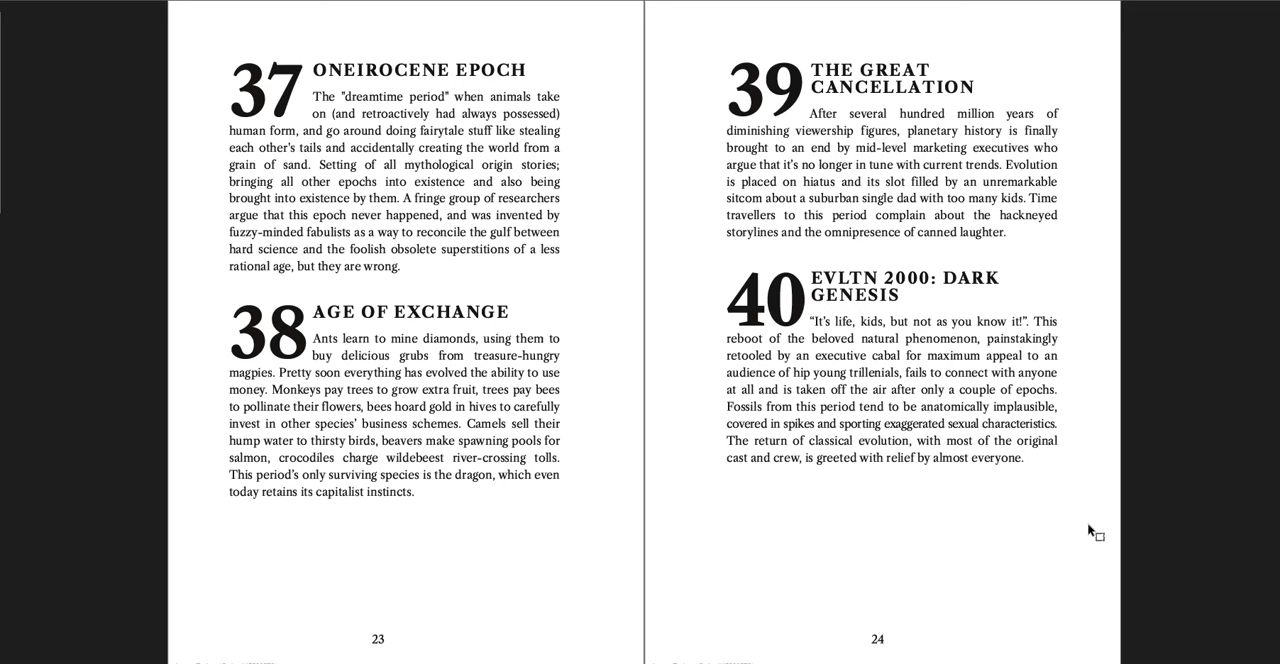 37
ONEIROCENE EPOCH
The "dreamtime period" when animals take
on (and retroactively had always possessed)
human form, and go around doing fairytale stuff like stealing
each other's tails and accidentally creating the world from a
grain of sand. Setting of all mythological origin stories;
bringing all other epochs into existence and also being
brought into existence by them. A fringe group of researchers
argue that this epoch never happened, and was invented by
fuzzy-minded fabulists as a way to reconcile the gulf between
hard science and the foolish obsolete superstitions of a less
rational age, but they are wrong.
38
AGE OF EXCHANGE
Ants learn to mine diamonds, using them to
buy delicious grubs from treasure-hungry
magpies. Pretty soon everything has evolved the ability to use
money. Monkeys pay trees to grow extra fruit, trees pay bees
to pollinate their flowers, bees hoard gold in hives to carefully
invest in other species’ business schemes. Camels sell their
hump water to thirsty birds, beavers make spawning pools for
salmon, crocodiles charge wildebeest river-crossing tolls.
This period’s only surviving species is the dragon, which even
today retains its capitalist instincts.
23
39
THE GREAT
CANCELLATION
After several hundred million years of
diminishing viewership figures, planetary history is finally
brought to an end by mid-level marketing executives who
argue that it’s no longer in tune with current trends. Evolution
is placed on hiatus and its slot filled by an unremarkable
sitcom about a suburban single dad with too many kids. Time
travellers to this period complain about the hackneyed
storylines and the omnipresence of canned laughter.
40
EVLTN 2000: DARK
GENESIS
“It’s life, kids, but not as you know it!”. This
reboot of the beloved natural phenomenon, painstakingly
retooled by an executive cabal for maximum appeal to an
audience of hip young trillenials, fails to connect with anyone
at all and is taken off the air after only a couple of epochs.
Fossils from this period tend to be anatomically implausible,
covered in spikes and sporting exaggerated sexual characteristics.
The return of classical evolution, with most of the original
cast and crew, is greeted with relief by almost everyone.
24